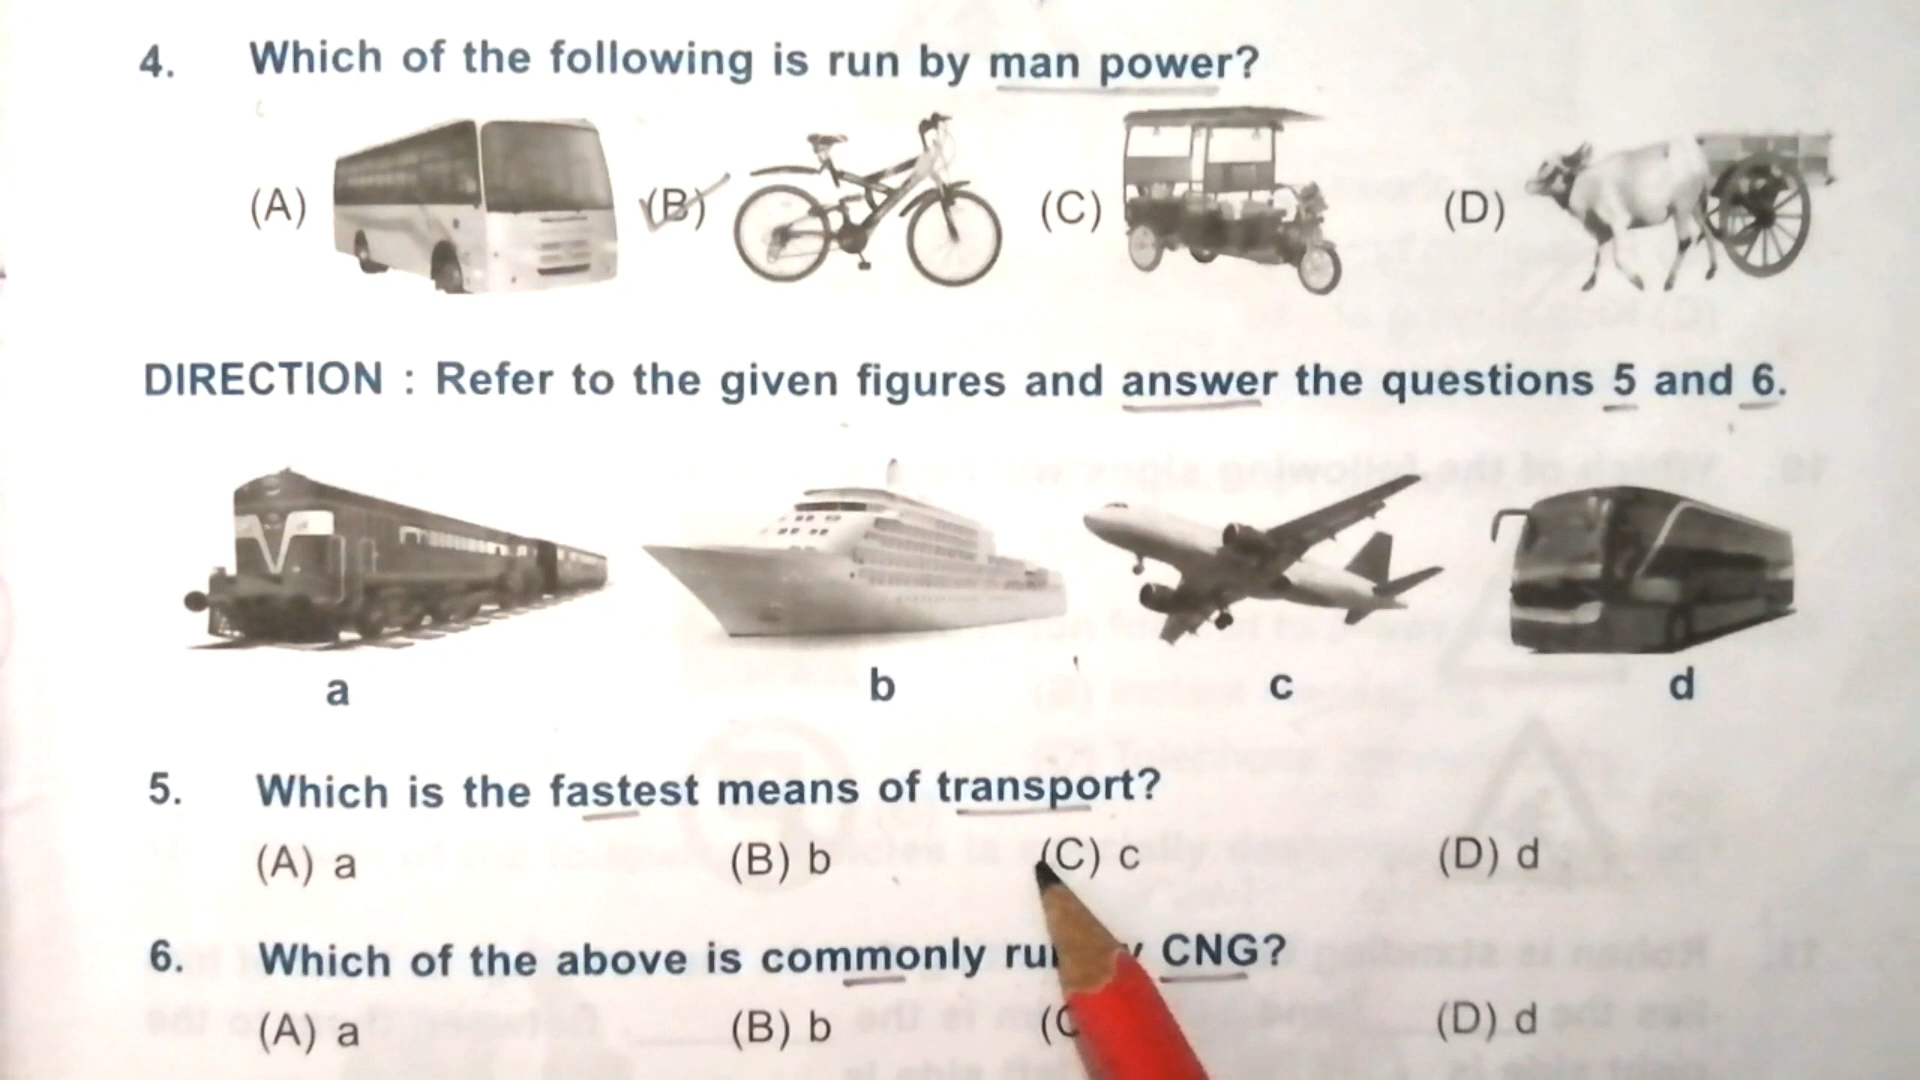 4. Which of the following is run by man power?
(A) (B) (C) (D)
DIRECTION : Refer to the given figures and answer the questions 5 and 6.
a b c d
5. Which is the fastest means of transport?
(A) a (B) b (C) c (D) d
6. Which of the above is commonly CNG?
(A) a (B) b (D) d